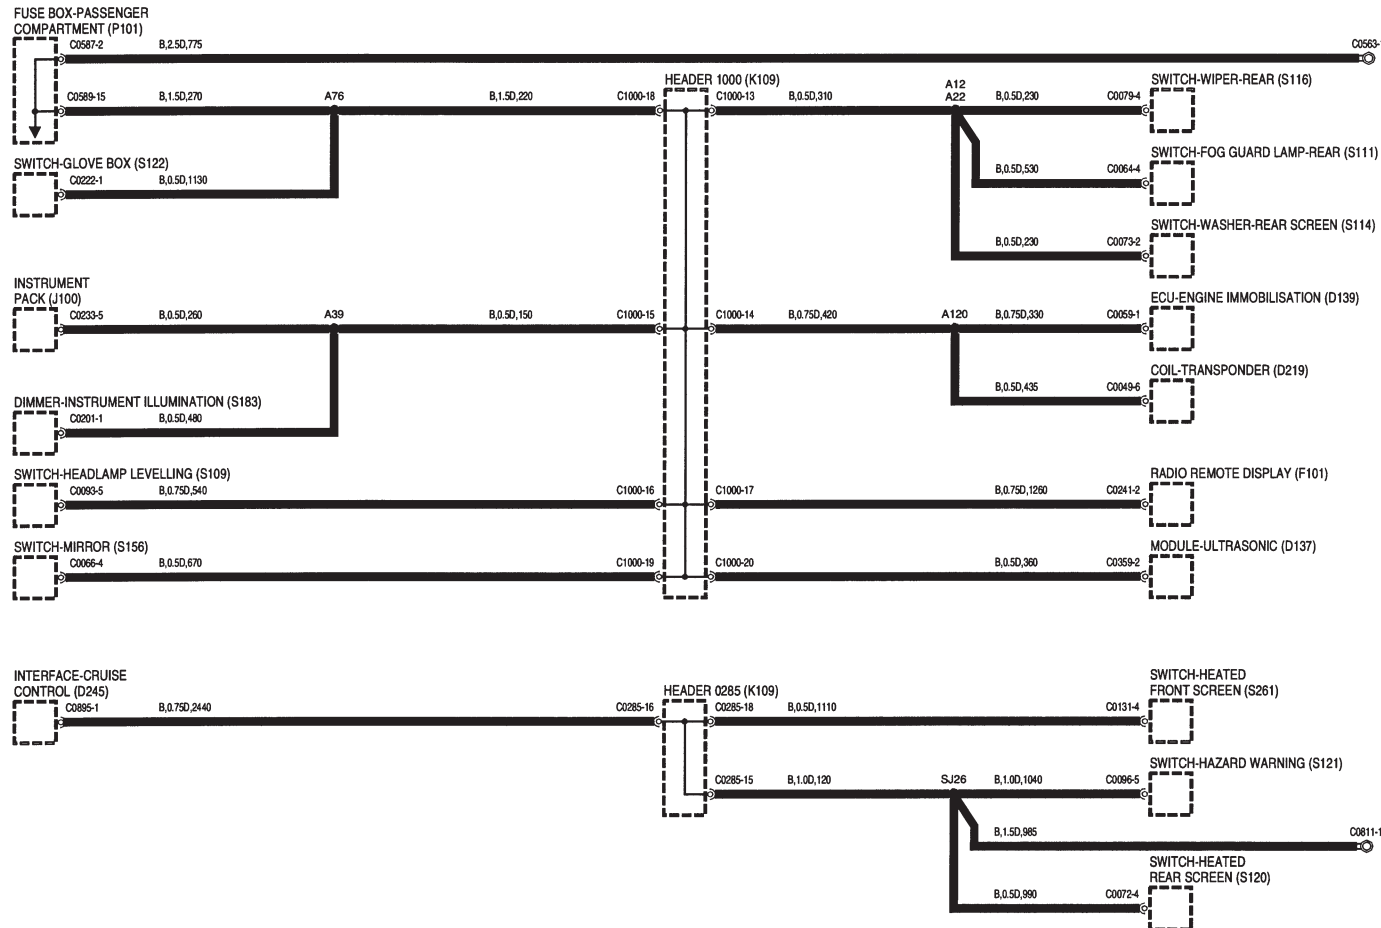 FUSE BOX-PASSENGER
COMPARTMENT (P101)
C0587-2 B,2.5D,775 C0563-
C0589-15 B,1.5D,270 A76 B,1.5D,220 C1000-18
HEADER 1000 (K109)
C1000-13 B,0.5D,310 A12
A22 B,0.5D,230 C0079-4
SWITCH-WIPER-REAR (S116)
SWITCH-GLOVE BOX (S122)
C0222-1 B,0.5D,1130
SWITCH-FOG GUARD LAMP-REAR (S111)
B,0.5D,530 C0064-4
SWITCH-WASHER-REAR SCREEN (S114)
B,0.5D,230 C0073-2
INSTRUMENT
PACK (J100)
C0233-5 B,0.5D,260 A39 B,0.5D,150 C1000-15
C1000-14 B,0.75D,420 A120 B,0.75D,330 C0059-1
ECU-ENGINE IMMOBILISATION (D139)
COIL-TRANSPONDER (D219)
B,0.5D,435 C0049-6
DIMMER-INSTRUMENT ILLUMINATION (S183)
C0201-1 B,0.5D,480
SWITCH-HEADLAMP LEVELLING (S109)
C0093-5 B,0.75D,540 C1000-16
RADIO REMOTE DISPLAY (F101)
C1000-17 B,0.75D,1260 C0241-2
SWITCH-MIRROR (S156)
C0066-4 B,0.5D,670 C1000-19
MODULE-ULTRASONIC (D137)
C1000-20 B,0.5D,360 C0359-2
INTERFACE-CRUISE
CONTROL (D245)
C0895-1 B,0.75D,2440 C0285-16
HEADER 0285 (K109)
SWITCH-HEATED
FRONT SCREEN (S261)
C0285-18 B,0.5D,1110 C0131-4
SWITCH-HAZARD WARNING (S121)
C0285-15 B,1.0D,120 SJ26 B,1.0D,1040 C0096-5
B,1.5D,985 C0811-1
SWITCH-HEATED
REAR SCREEN (S120)
B,0.5D,990 C0072-4